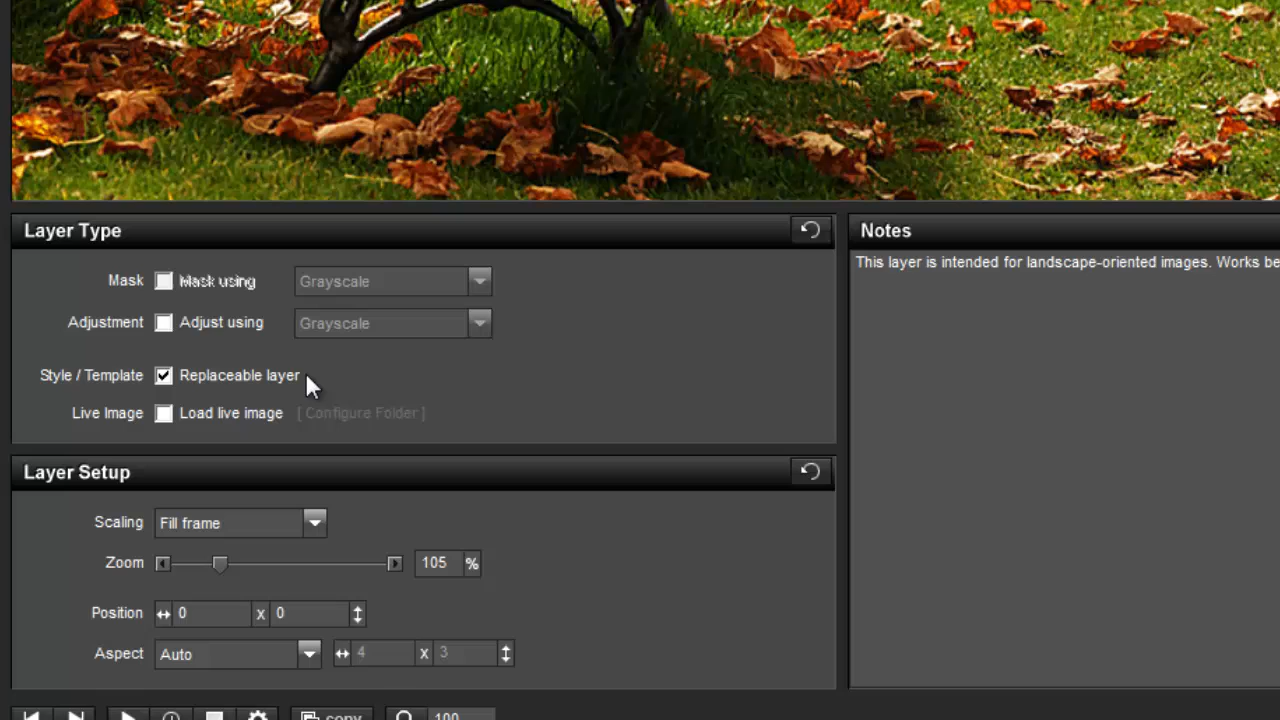 Layer Type
Notes
This layer is intended for landscape-oriented images. Works be
Mask Mask using Grayscale
Adjustment Adjust using Grayscale
Style / Template Replaceable layer
Live Image Load live image [ Configure Folder ]
Layer Setup
Scaling Fill frame
Zoom 105 %
Position 0 x 0
Aspect Auto 4 x 3
copy 100